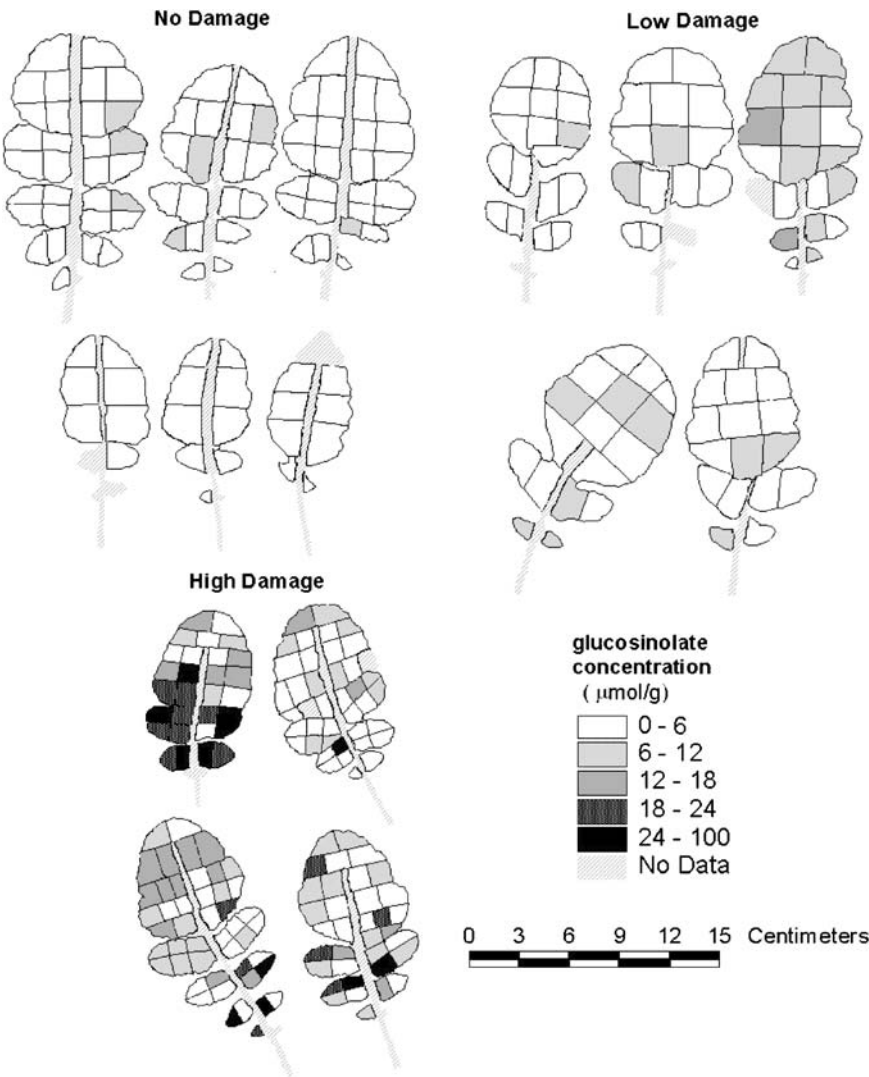 No Damage
Low Damage
High Damage
glucosinolate
concentration
( μmol/g)
0 - 6
6 - 12
12 - 18
18 - 24
24 - 100
No Data
0 3 6 9 12 15 Centimeters